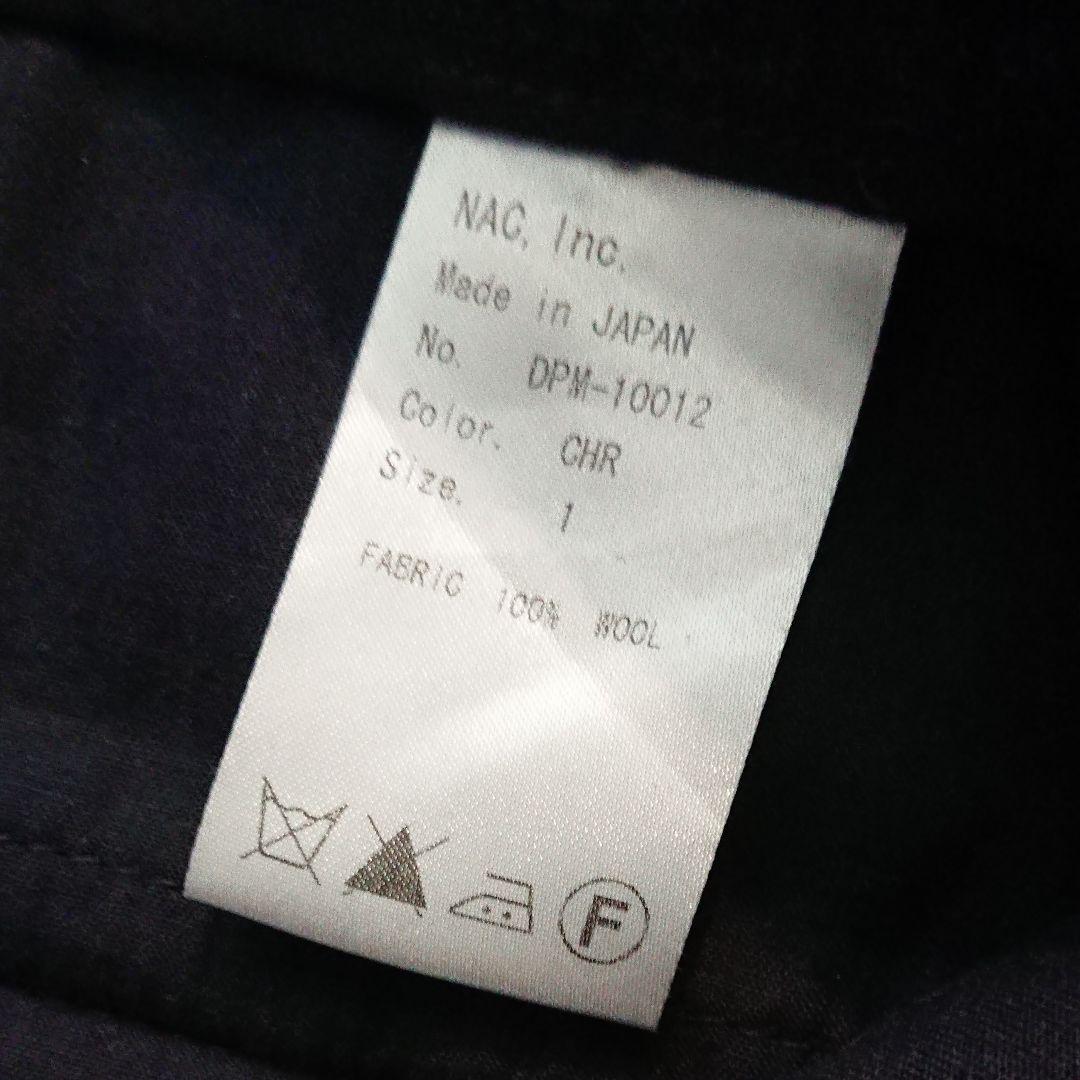 NAC, Inc.
Made in JAPAN
No. DPM-10012
Color. CHR
Size. 1
FABRIC 100% WOOL
F